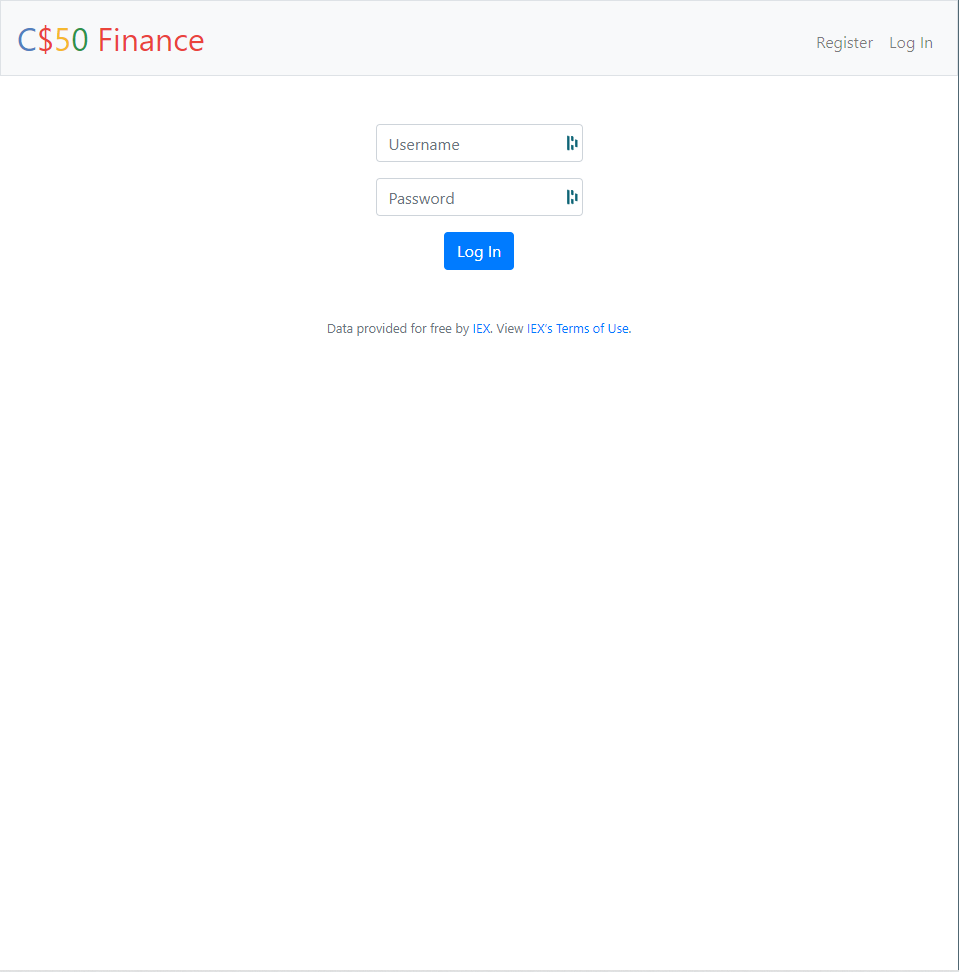 C$50 Finance
Register Log In
Username
Password
Log In
Data provided for free by IEX. View IEX's Terms of Use.